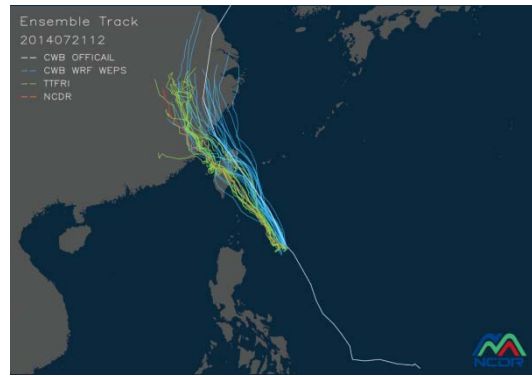 Ensemble Track
2014072112
CWB OFFICAIL
CWB WRF WEPS
TTFRi
NCDR
NCDR